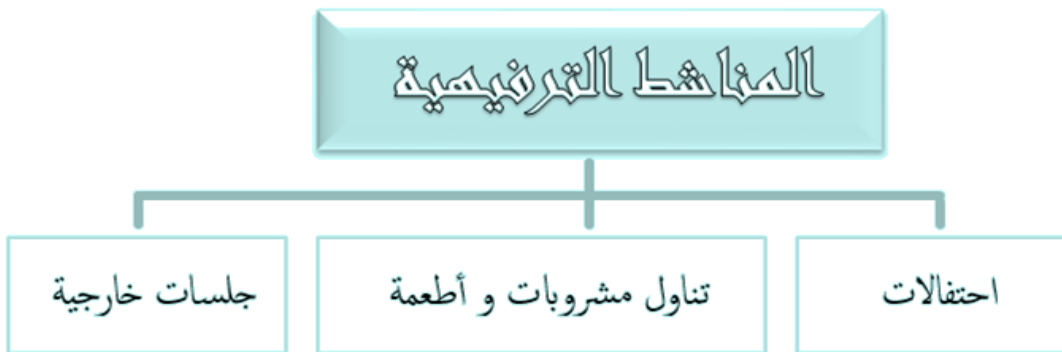 المناشط الترفيهية
احتفالات
تناول مشروبات و أطعمة
جلسات خارجية